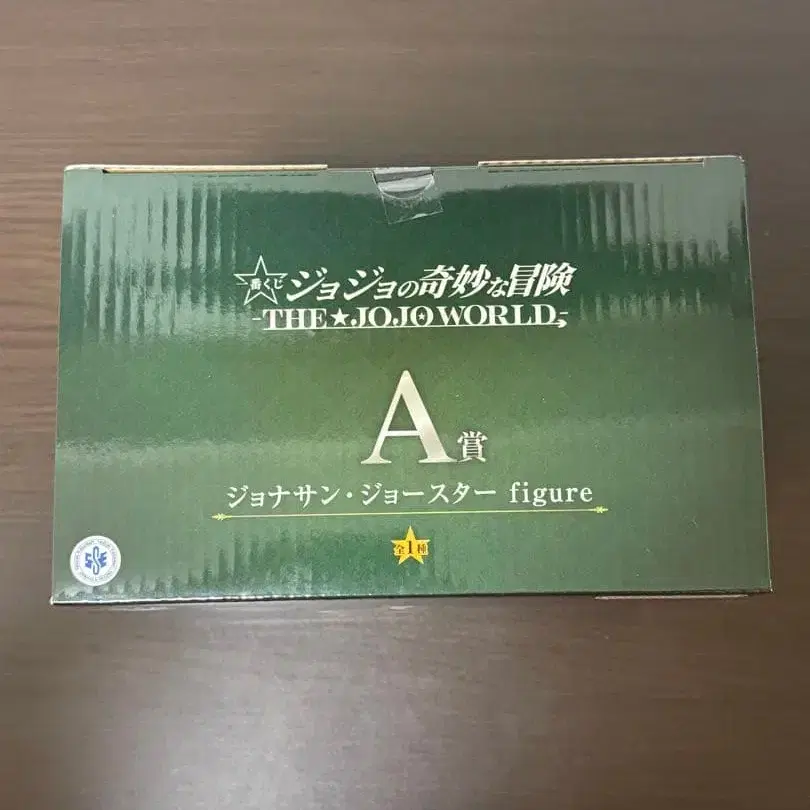 一番くじ ジョジョの奇妙な冒険
-THE★JOJO WORLD-
A賞
ジョナサン・ジョースター figure
全1種